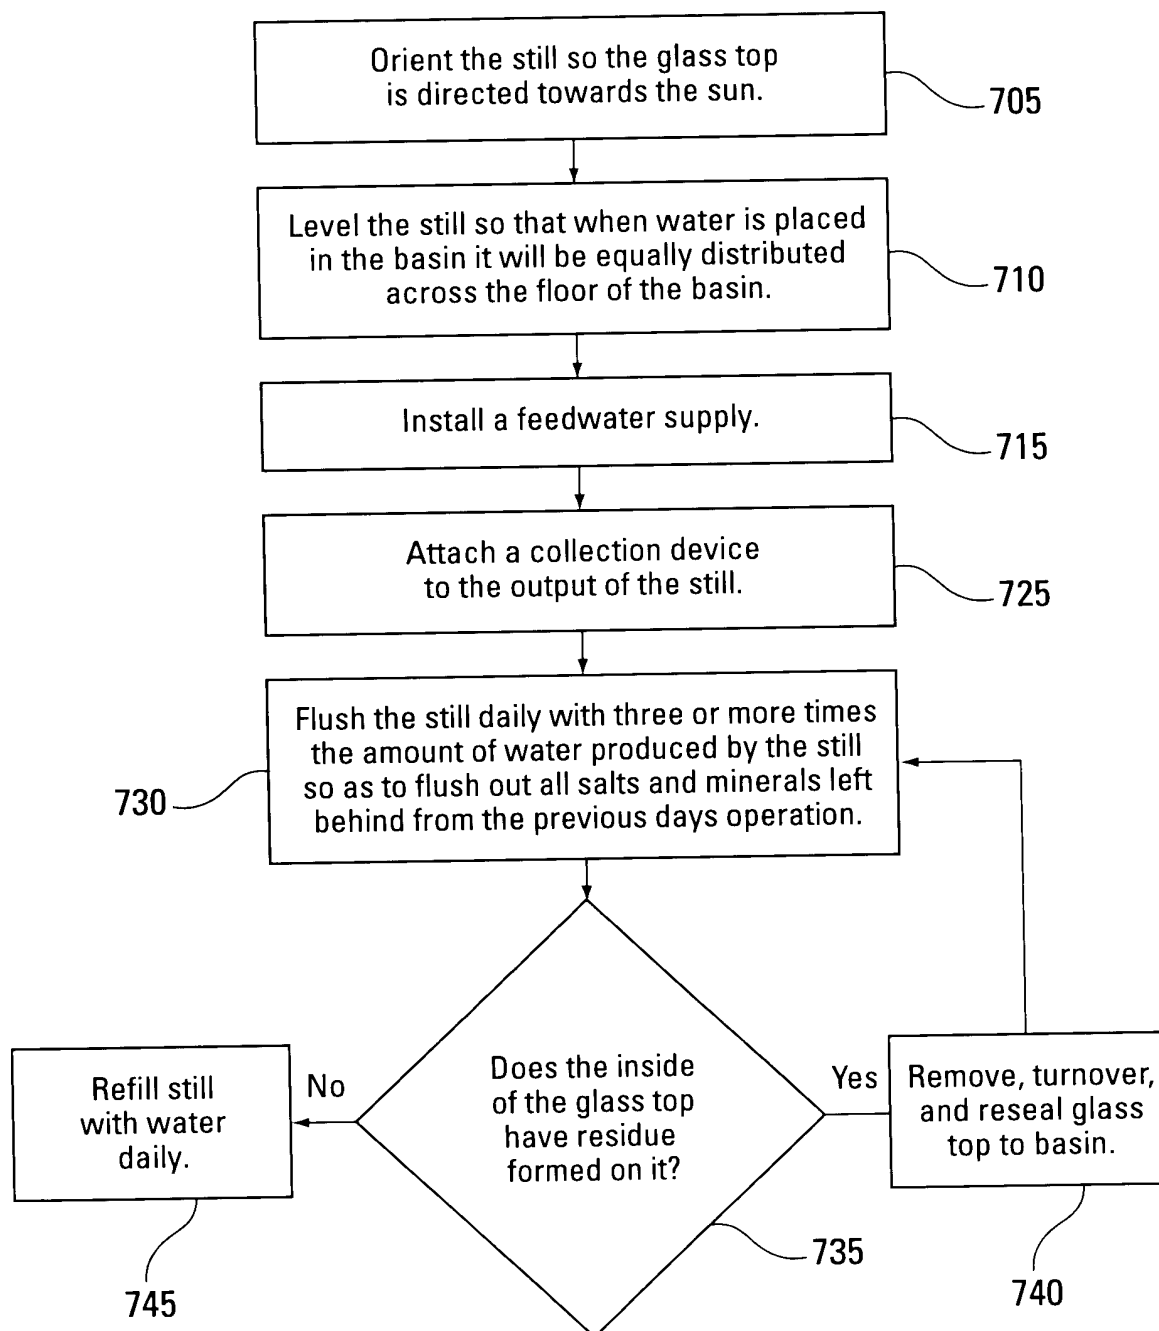 Orient the still so the glass top
is directed towards the sun.
705
Level the still so that when water is placed
in the basin it will be equally distributed
across the floor of the basin.
710
Install a feedwater supply.
715
Attach a collection device
to the output of the still.
725
Flush the still daily with three or more times
the amount of water produced by the still
so as to flush out all salts and minerals left
behind from the previous days operation.
730
Does the inside
of the glass top
have residue
formed on it?
735
No
Refill still
with water
daily.
745
Yes
Remove, turnover,
and reseal glass
top to basin.
740